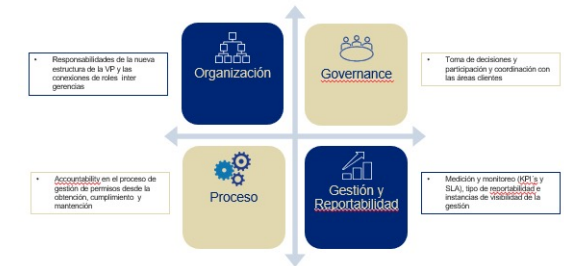 • Responsabilidades de la nueva
estructura de la VP y las
conexiones de roles inter
gerencias
Organización
Governance
• Toma de decisiones y
participación y coordinación con
las áreas clientes
• Accountability en el proceso de
gestión de permisos desde la
obtención, cumplimiento y
mantención
Proceso
Gestión y
Reportabilidad
• Medición y monitoreo (KPI´s y
SLA), tipo de reportabilidad e
instancias de visibilidad de la
gestión